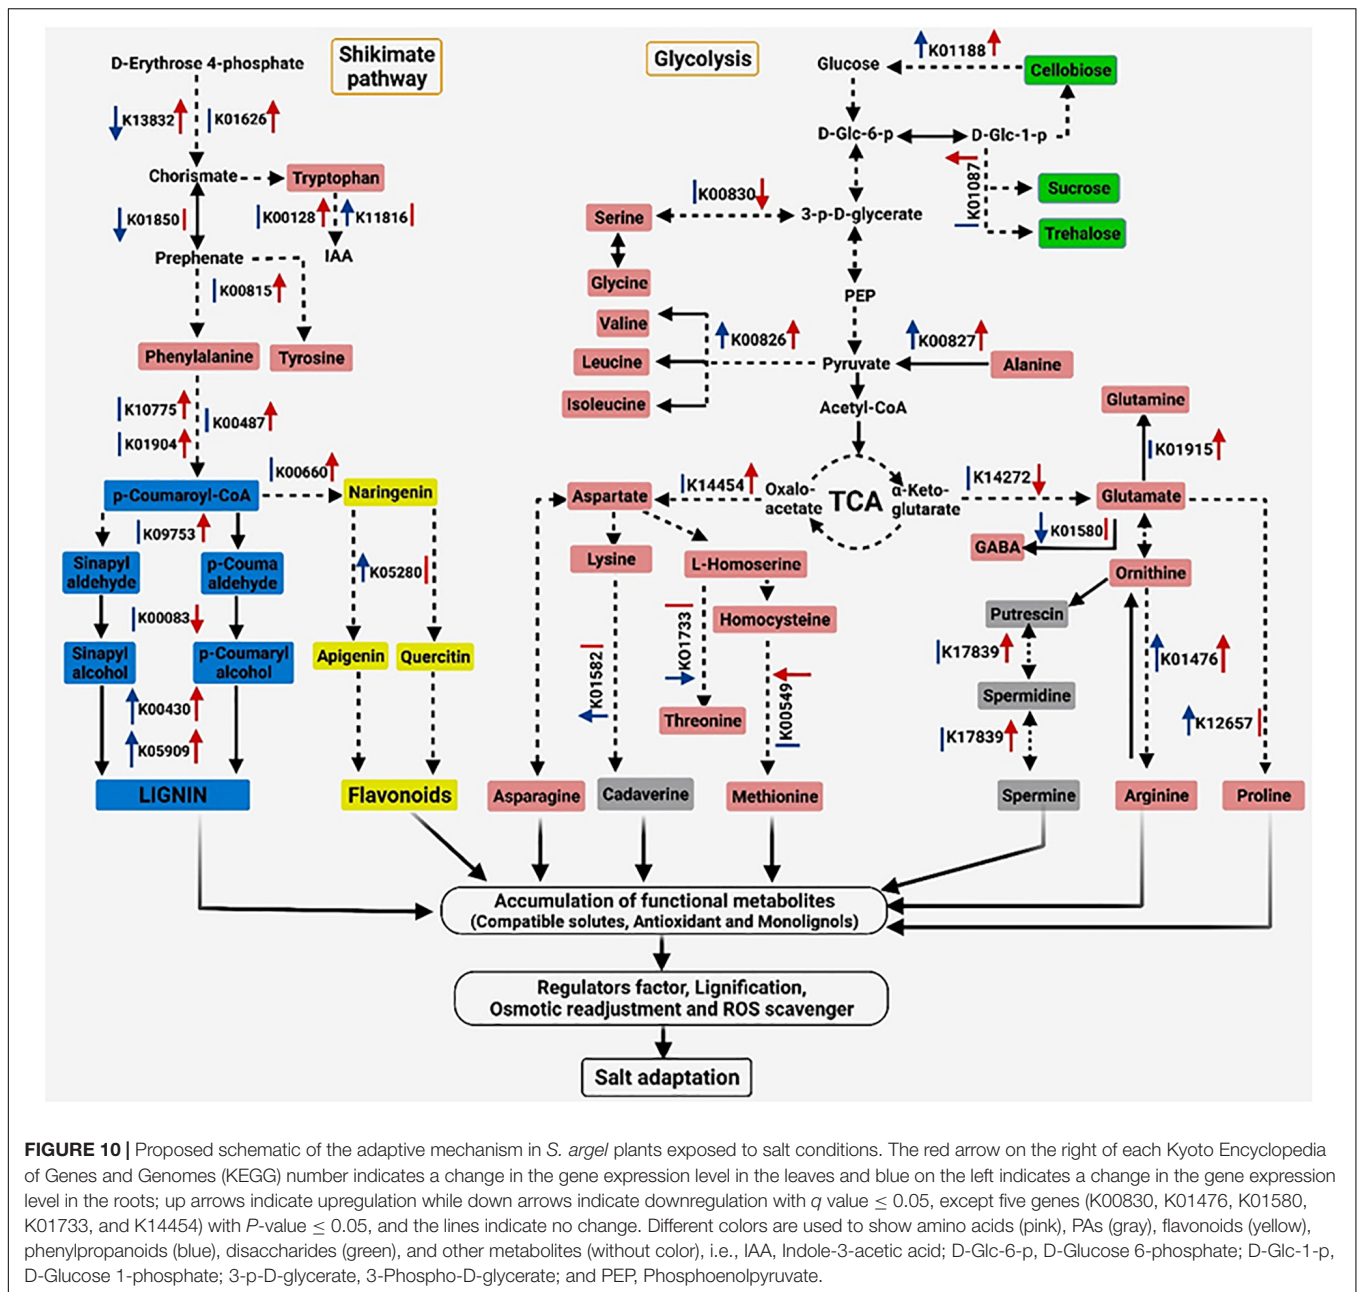 D-Erythrose 4-phosphate
Shikimate
pathway
K13832
K01626
Chorismate
Tryptophan
K01850
K00128
K11816
Prephenate
IAA
K00815
Phenylalanine
Tyrosine
K10775
K00487
K01904
K00660
p-Coumaroyl-CoA
Naringenin
K09753
Sinapyl
aldehyde
p-Couma
aldehyde
K05280
K00083
Sinapyl
alcohol
p-Coumaryl
alcohol
Apigenin
Quercitin
K00430
K05909
LIGNIN
Flavonoids
Glycolysis
Glucose
K01188
Cellobiose
D-Glc-6-p
D-Glc-1-p
K01087
Sucrose
Trehalose
K00830
Serine
3-p-D-glycerate
Glycine
PEP
Valine
Leucine
Isoleucine
K00826
Pyruvate
K00827
Alanine
Acetyl-CoA
Glutamine
K01915
Aspartate
K14454
Oxalo-
acetate
TCA
α-Keto-
glutarate
K14272
Glutamate
K01580
GABA
Lysine
L-Homoserine
Homocysteine
Ornithine
Putrescin
K01582
K01733
K00549
Threonine
K17839
Spermidine
K17839
K01476
K12657
Asparagine
Cadaverine
Methionine
Spermine
Arginine
Proline
Accumulation of functional metabolites
(Compatible solutes, Antioxidant and Monolignols)
Regulators factor, Lignification,
Osmotic readjustment and ROS scavenger
Salt adaptation
FIGURE 10 | Proposed schematic of the adaptive mechanism in S. argel plants exposed to salt conditions. The red arrow on the right of each Kyoto Encyclopedia
of Genes and Genomes (KEGG) number indicates a change in the gene expression level in the leaves and blue on the left indicates a change in the gene expression
level in the roots; up arrows indicate upregulation while down arrows indicate downregulation with q value ≤ 0.05, except five genes (K00830, K01476, K01580,
K01733, and K14454) with P-value ≤ 0.05, and the lines indicate no change. Different colors are used to show amino acids (pink), PAs (gray), flavonoids (yellow),
phenylpropanoids (blue), disaccharides (green), and other metabolites (without color), i.e., IAA, Indole-3-acetic acid; D-Glc-6-p, D-Glucose 6-phosphate; D-Glc-1-p,
D-Glucose 1-phosphate; 3-p-D-glycerate, 3-Phospho-D-glycerate; and PEP, Phosphoenolpyruvate.